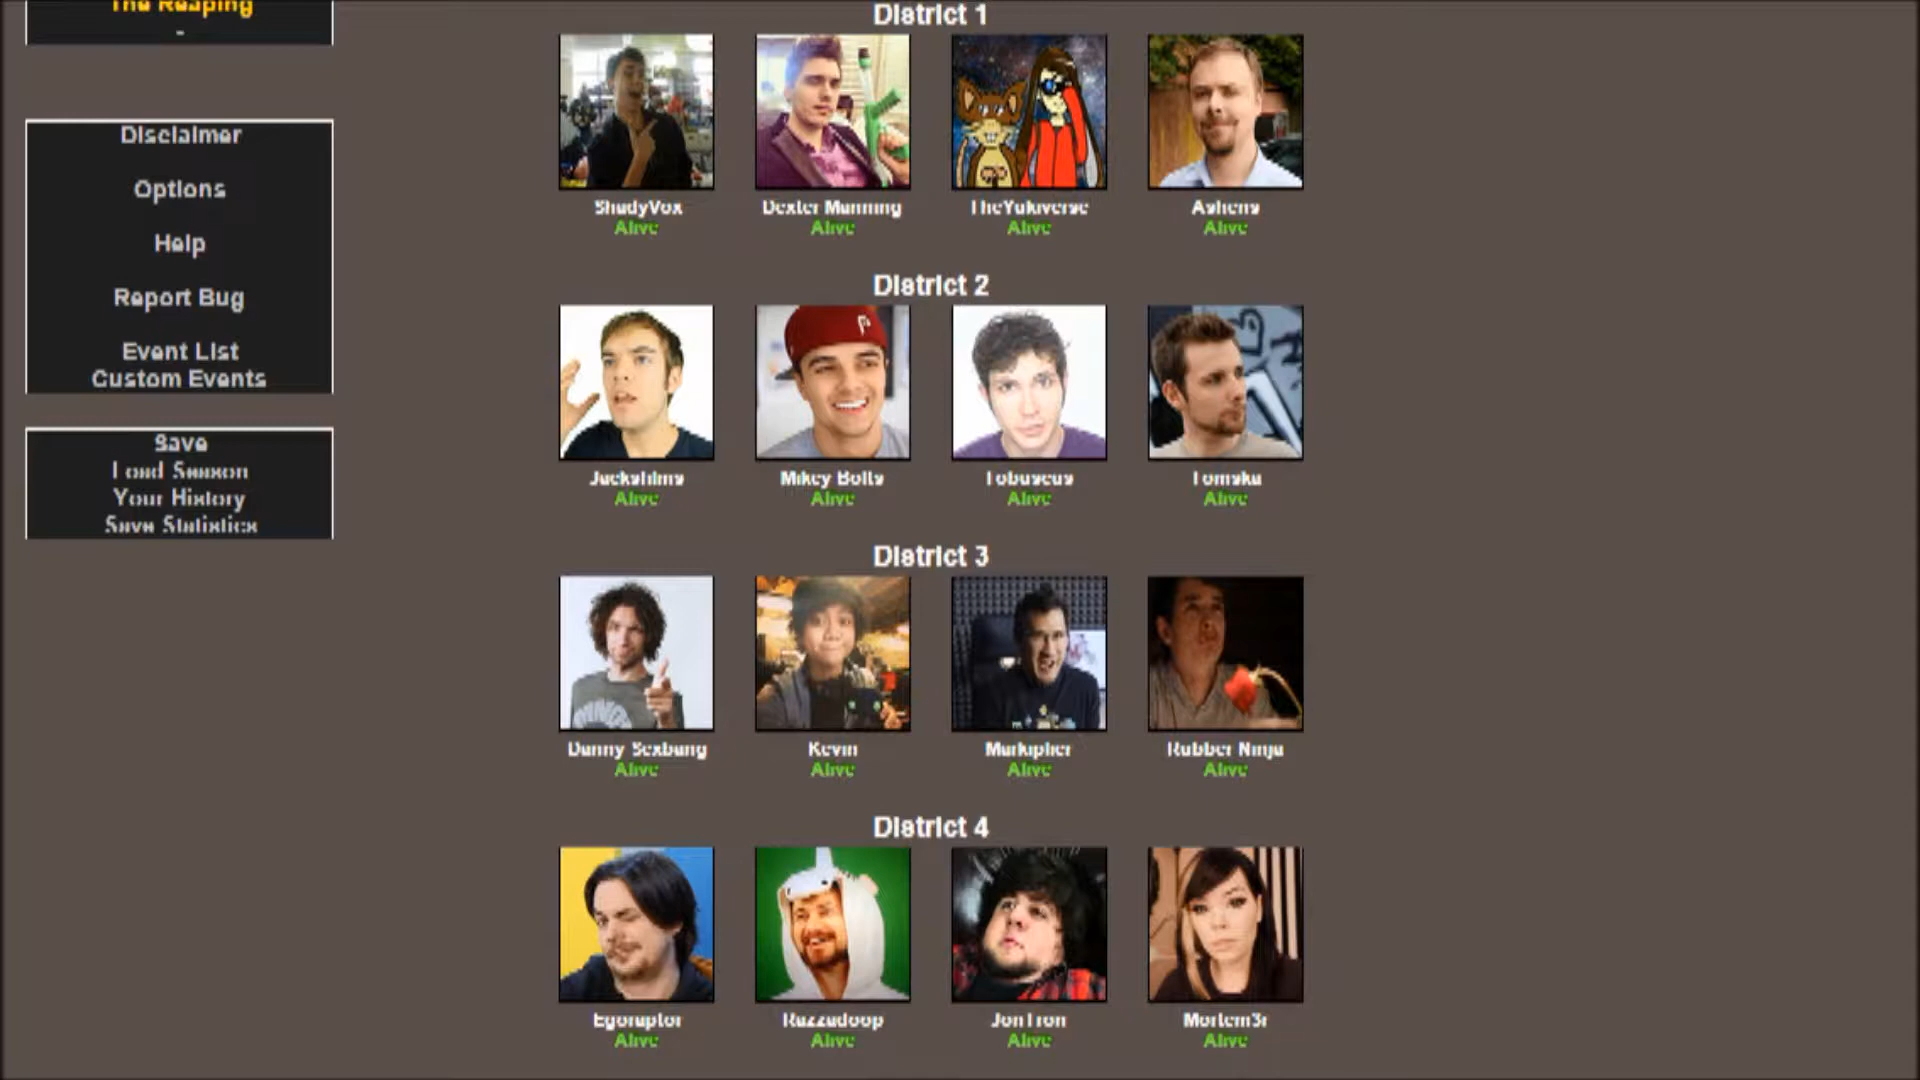 The Reaping
-
Disclaimer
Options
Help
Report Bug
Event List
Custom Events
Save
Load Season
Your History
Save Statistics
District 1
ShadyVox
Dexter Manning
TheYukiverse
Ashens
Alive
Alive
Alive
Alive
District 2
Jacksfilms
Mikey Bolts
Tobuscus
Tomska
Alive
Alive
Alive
Alive
District 3
Danny Sexbang
Kevin
Markiplier
Rubber Ninja
Alive
Alive
Alive
Alive
District 4
Egoraptor
Razzadoop
JonTron
Mortem3r
Alive
Alive
Alive
Alive